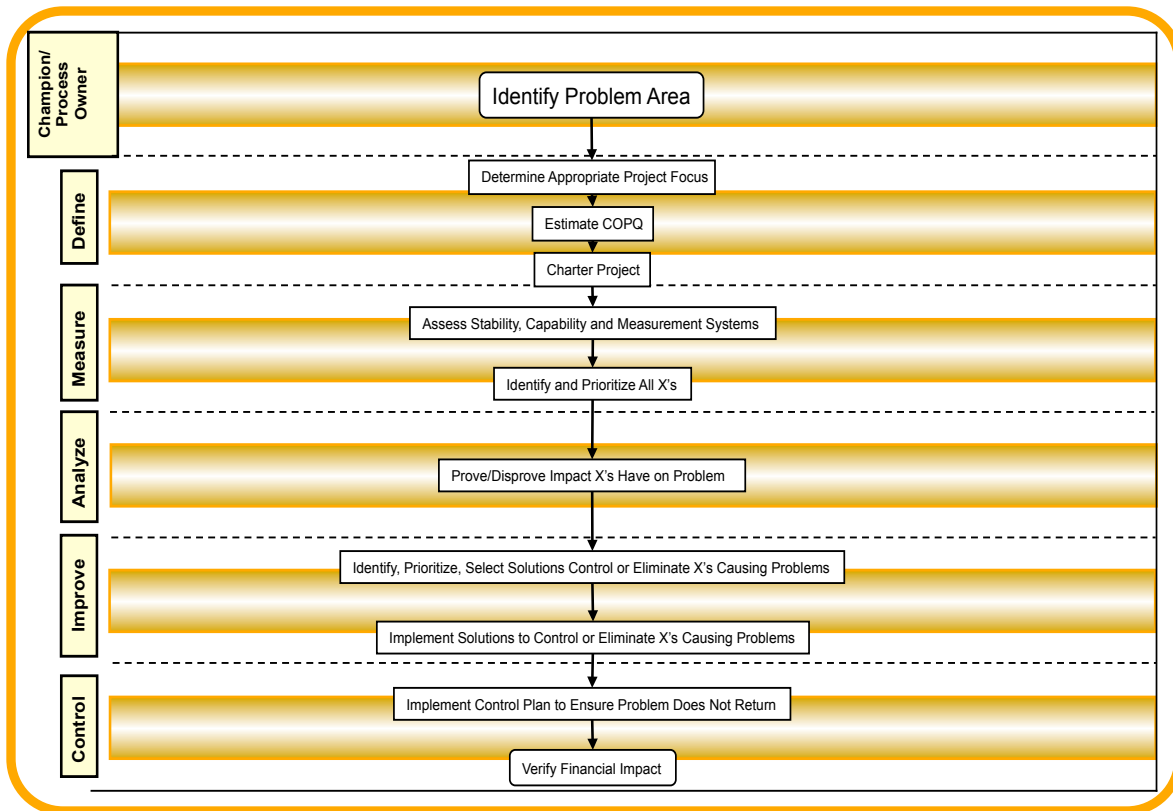 Champion/
Process
Owner
Identify Problem Area
Define
Determine Appropriate Project Focus
Estimate COPQ
Charter Project
Measure
Assess Stability, Capability and Measurement Systems
Identify and Prioritize All X's
Analyze
Prove/Disprove Impact X's Have on Problem
Improve
Identify, Prioritize, Select Solutions Control or Eliminate X's Causing Problems
Implement Solutions to Control or Eliminate X's Causing Problems
Control
Implement Control Plan to Ensure Problem Does Not Return
Verify Financial Impact